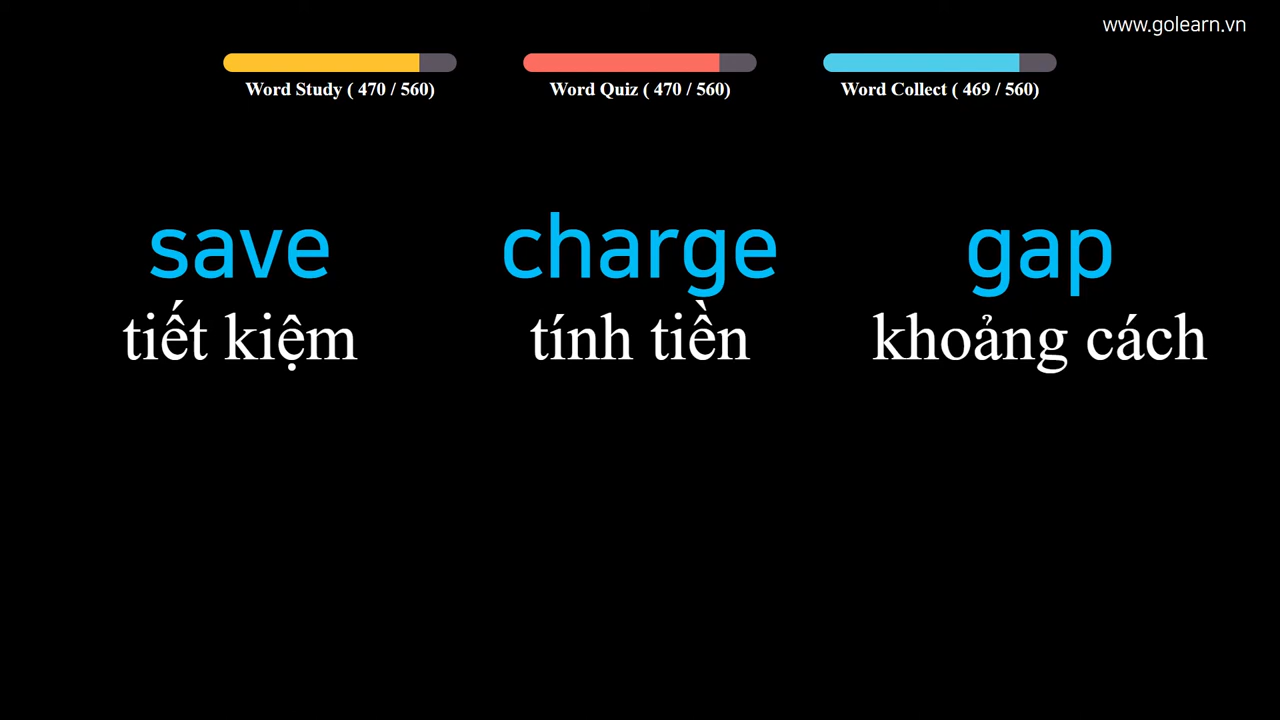 www.golearn.vn
Word Study ( 470 / 560)
Word Quiz ( 470 / 560)
Word Collect ( 469 / 560)
save
charge
gap
tiết kiệm
tính tiền
khoảng cách